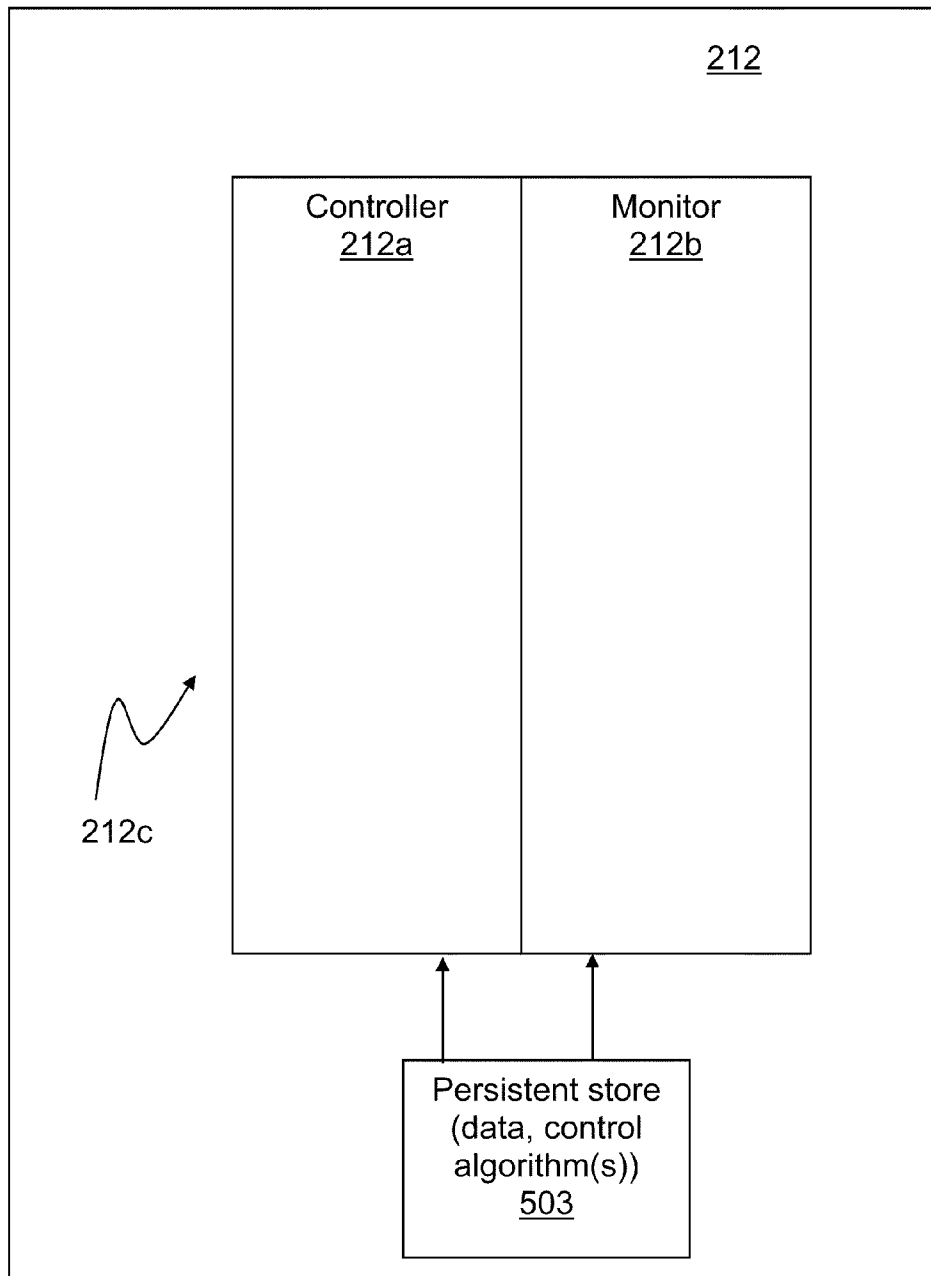 212
Controller
212a
Monitor
212b
212c
Persistent store
(data, control
algorithm(s))
503